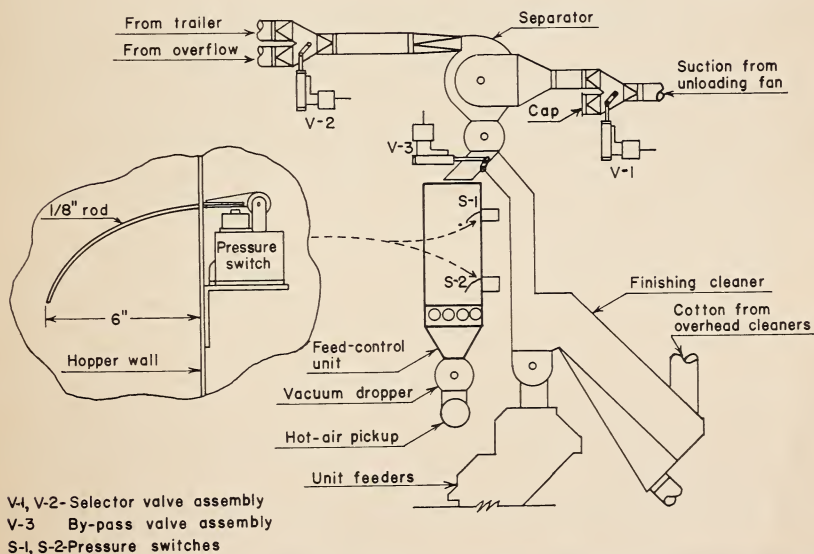 From trailer
From overflow
V-2
Separator
Suction from
unloading fan
Cap
V-1
V-3
1/8" rod
Pressure
switch
6"
Hopper wall
S-1
S-2
Finishing cleaner
Cotton from
overhead cleaners
Feed-control
unit
Vacuum dropper
Hot-air pickup
Unit feeders
V-1, V-2-Selector valve assembly
V-3 By-pass valve assembly
S-1, S-2-Pressure switches